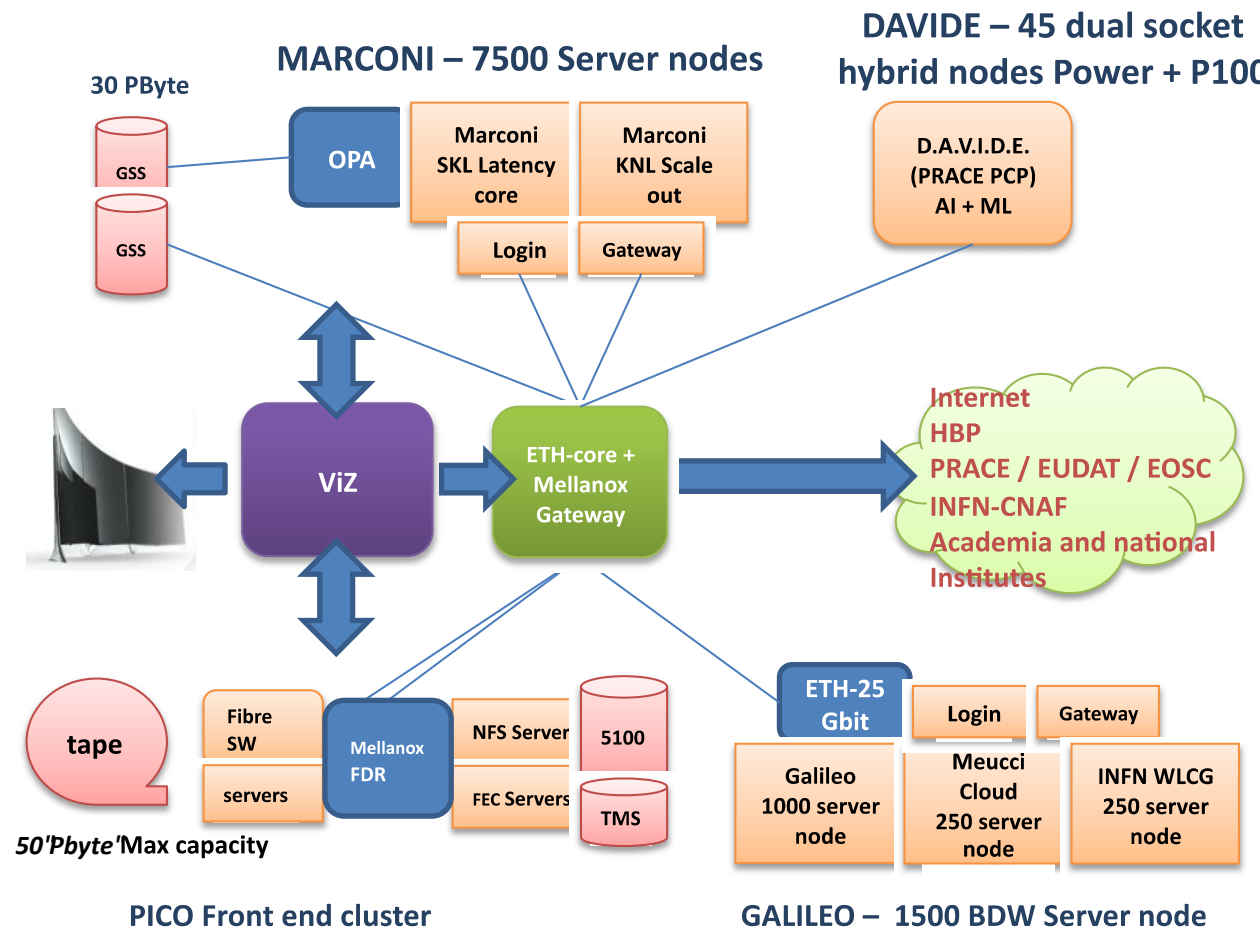 DAVIDE – 45 dual socket
hybrid nodes Power + P100
MARCONI – 7500 Server nodes
30 PByte
GSS
GSS
OPA
Marconi
SKL Latency
core
Marconi
KNL Scale
out
Login
Gateway
D.A.V.I.D.E.
(PRACE PCP)
AI + ML
ViZ
ETH-core +
Mellanox
Gateway
Internet
HBP
PRACE / EUDAT / EOSC
INFN-CNAF
Academia and national
Institutes
tape
50'Pbyte'Max capacity
Fibre
SW
servers
Mellanox
FDR
NFS Server
FEC Servers
5100
TMS
ETH-25
Gbit
Login
Gateway
Galileo
1000 server
node
Meucci
Cloud
250 server
node
INFN WLCG
250 server
node
PICO Front end cluster
GALILEO – 1500 BDW Server node